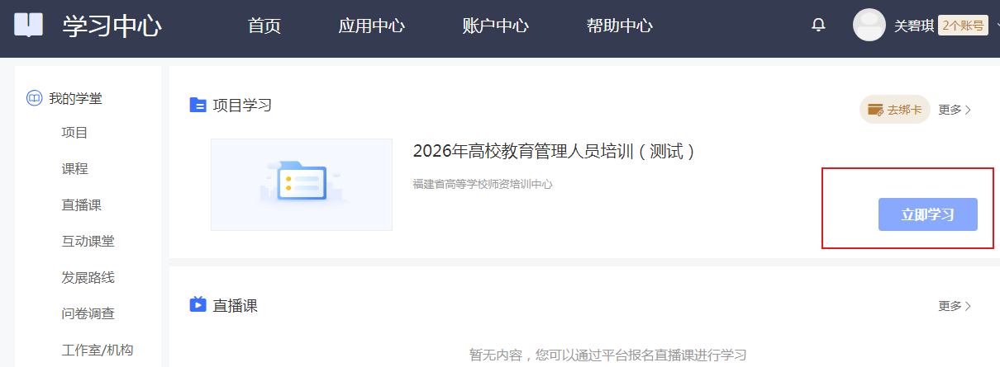 学习中心 首页 应用中心 账户中心 帮助中心 关碧琪 2个账号
我的学堂
项目
课程
直播课
互动课堂
发展路线
问卷调查
工作室/机构
项目学习 去绑卡 更多
2026年高校教育管理人员培训（测试）
福建省高等学校师资培训中心
立即学习
直播课 更多
暂无内容，您可以通过平台报名直播课进行学习